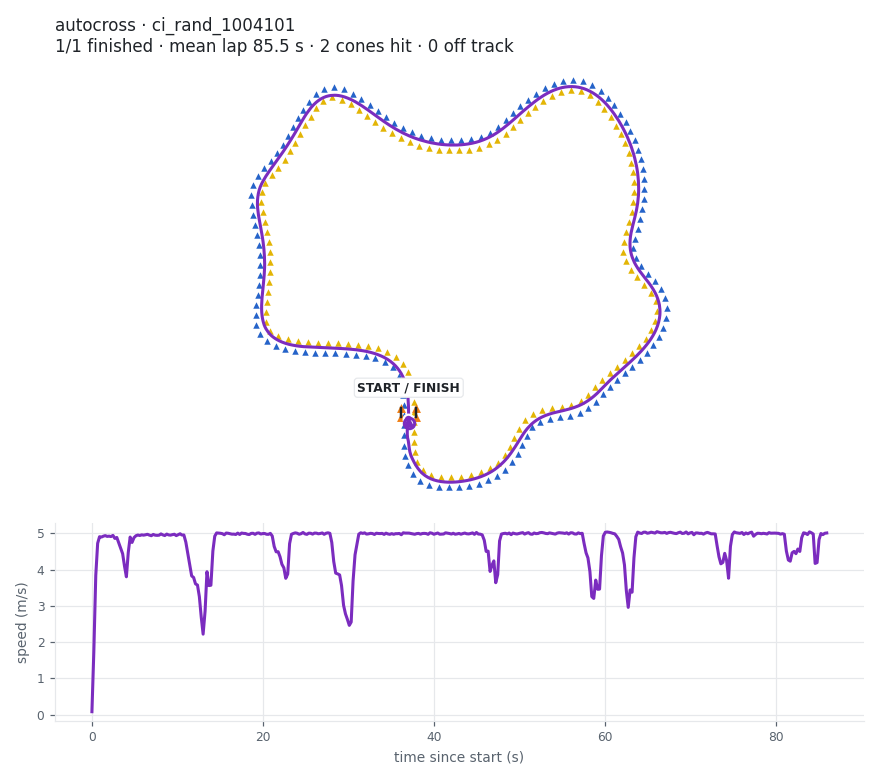 autocross · ci_rand_1004101
1/1 finished · mean lap 85.5 s · 2 cones hit · 0 off track
START / FINISH
5
4
3
2
1
0
speed (m/s)
0 20 40 60 80
time since start (s)